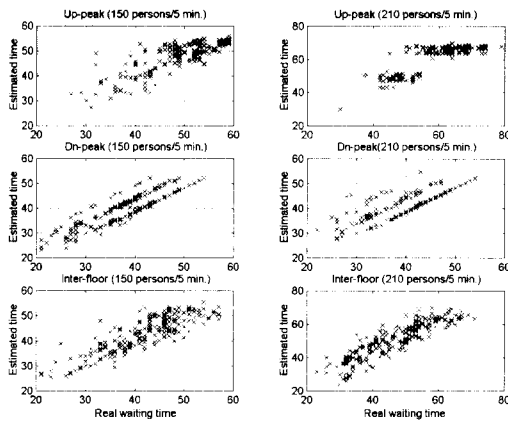 Up-peak (150 persons/5 min.)
Up-peak (210 persons/5 min.)
Estimated time
60
50
40
30
20
20 30 40 50 60
Estimated time
80
60
40
20
20 40 60 80
Dn-peak (150 persons/5 min.)
Dn-peak(210 persons/5 min.)
Estimated time
60
50
40
30
20
20 30 40 50 60
Estimated time
60
50
40
30
20
20 30 40 50 60
Inter-floor (150 persons/5 min.)
Inter-floor (210 persons/5 min.)
Estimated time
60
50
40
30
20
20 30 40 50 60
Real waiting time
Estimated time
80
60
40
20
20 40 60 80
Real waiting time